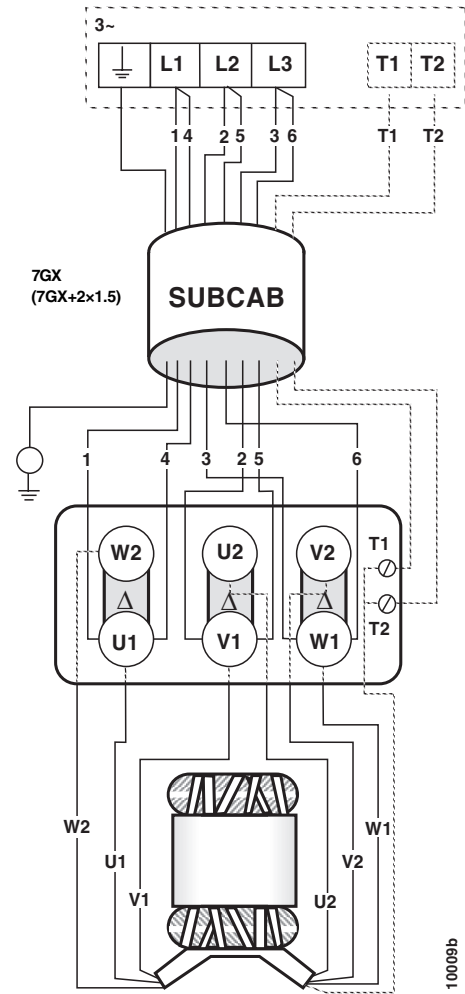 3~
L1 L2 L3 T1 T2
1 4 2 5 3 6 T1 T2
7GX
(7GX+2×1.5)
SUBCAB
1 4 3 2 5 6
W2 U2 V2 T1
Δ Δ Δ
U1 V1 W1 T2
W2 U1 V1 U2 V2 W1
10009b